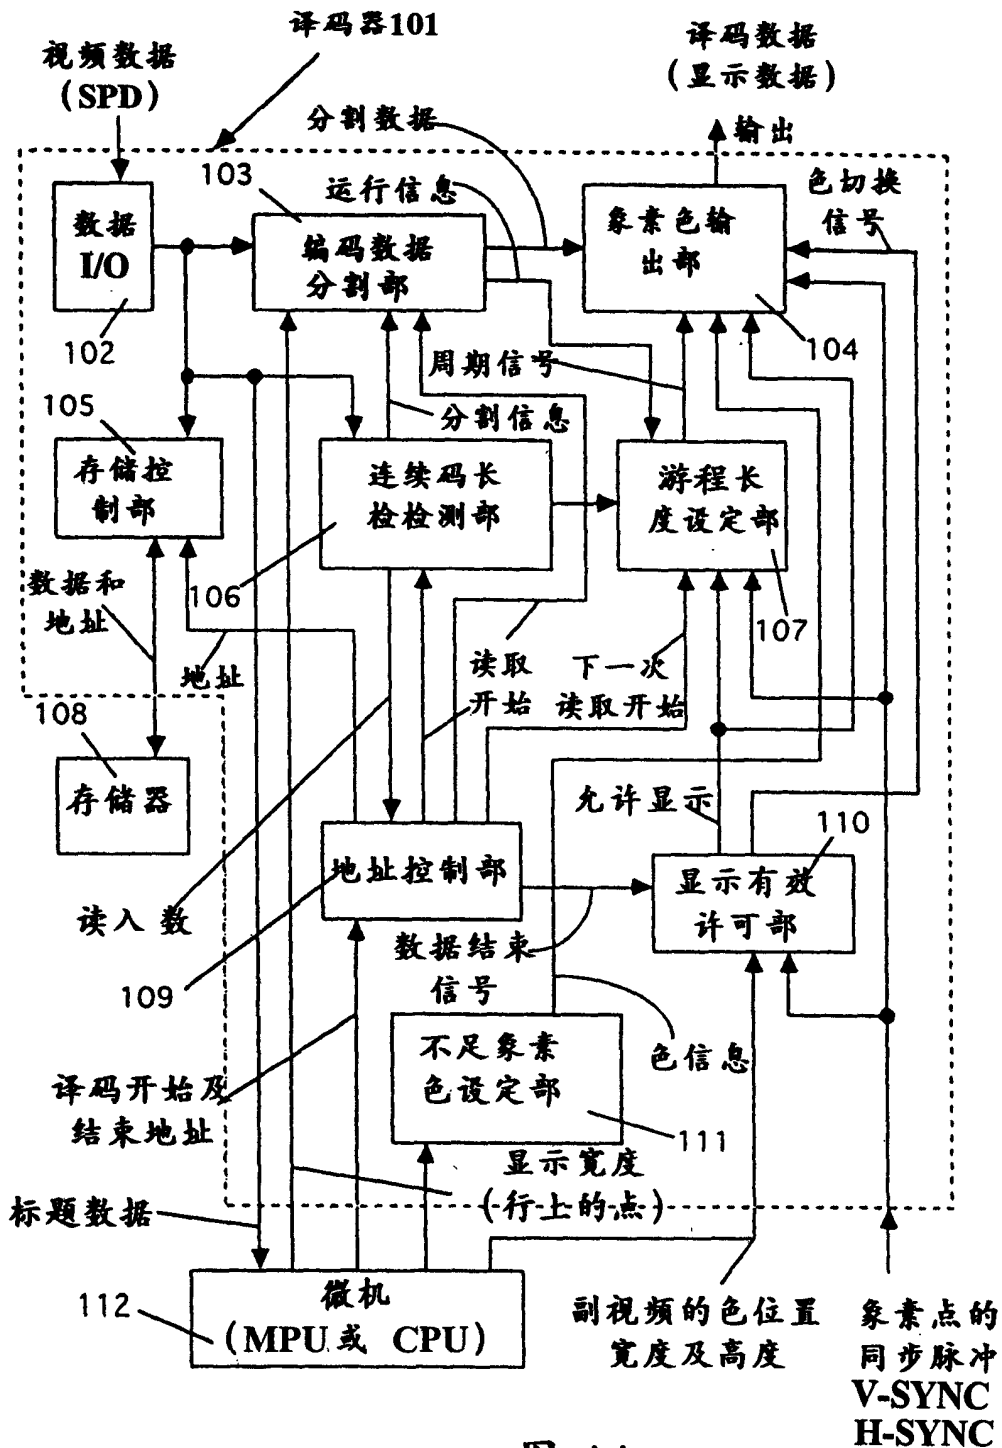 译码器101
视频数据
(SPD)
译码数据
(显示数据)
分割数据
输出
103
运行信息
色切换
信号
数据
I/O
编码数据
分割部
象素色输
出部
102
104
周期信号
105
分割信息
存储控
制部
连续码长
检检测部
游程长
度设定部
数据和
地址
106
107
地址
读取
开始
下一次
读取开始
108
存储器
允许显示
110
地址控制部
显示有效
许可部
读入 数
数据结束
信号
109
不足象素
色设定部
色信息
译码开始及
结束地址
111
显示宽度
(行上的点)
标题数据
112
微机
(MPU或 CPU)
副视频的色位置
宽度及高度
象素点的
同步脉冲
V-SYNC
H-SYNC